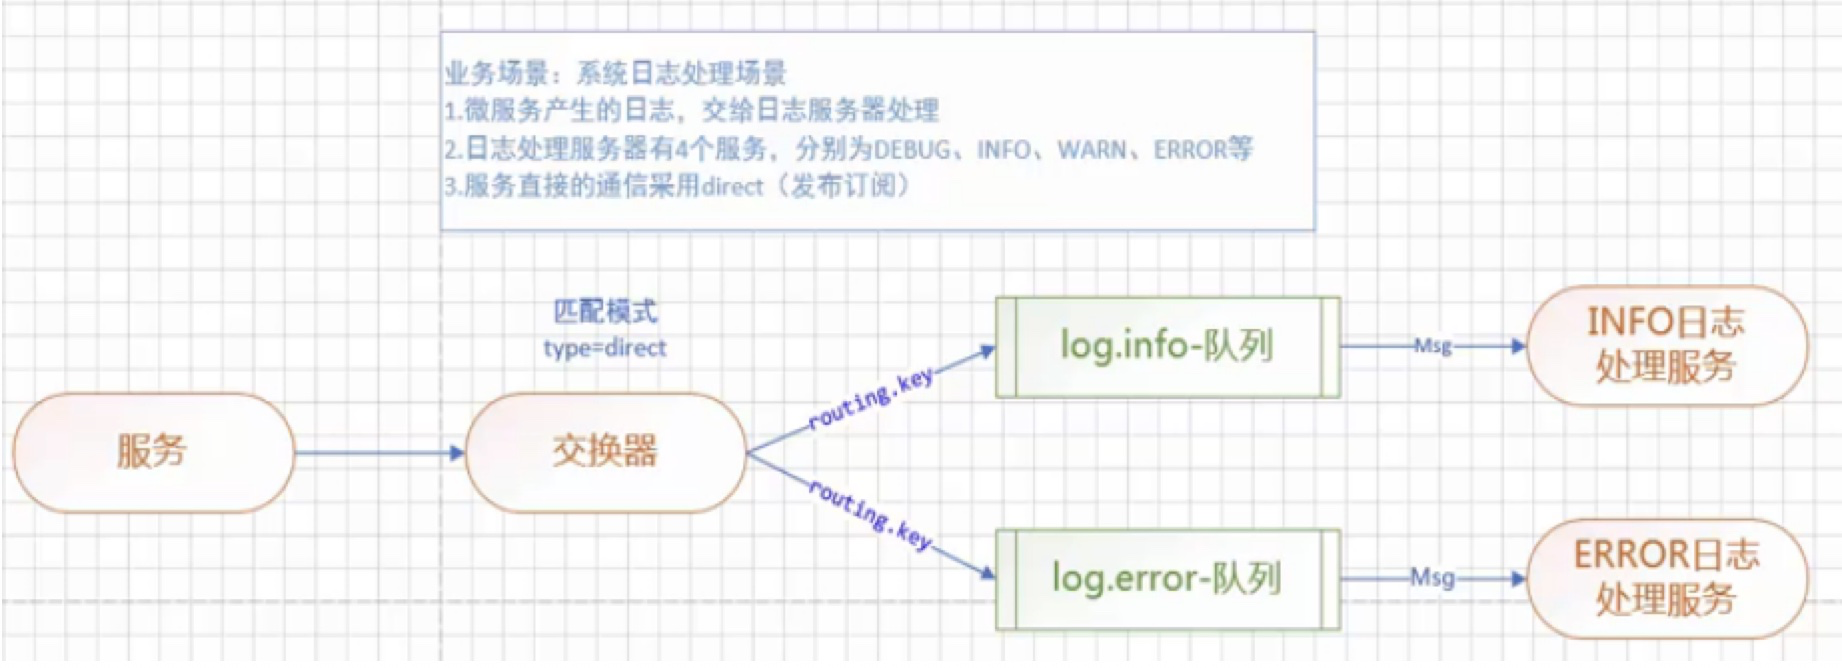 业务场景：系统日志处理场景
1.微服务产生的日志，交给日志服务器处理
2.日志处理服务器有4个服务，分别为DEBUG、INFO、WARN、ERROR等
3.服务直接的通信采用direct（发布订阅）
匹配模式
type=direct
服务
交换器
routing.key
log.info-队列
Msg
INFO日志
处理服务
routing.key
log.error-队列
Msg
ERROR日志
处理服务